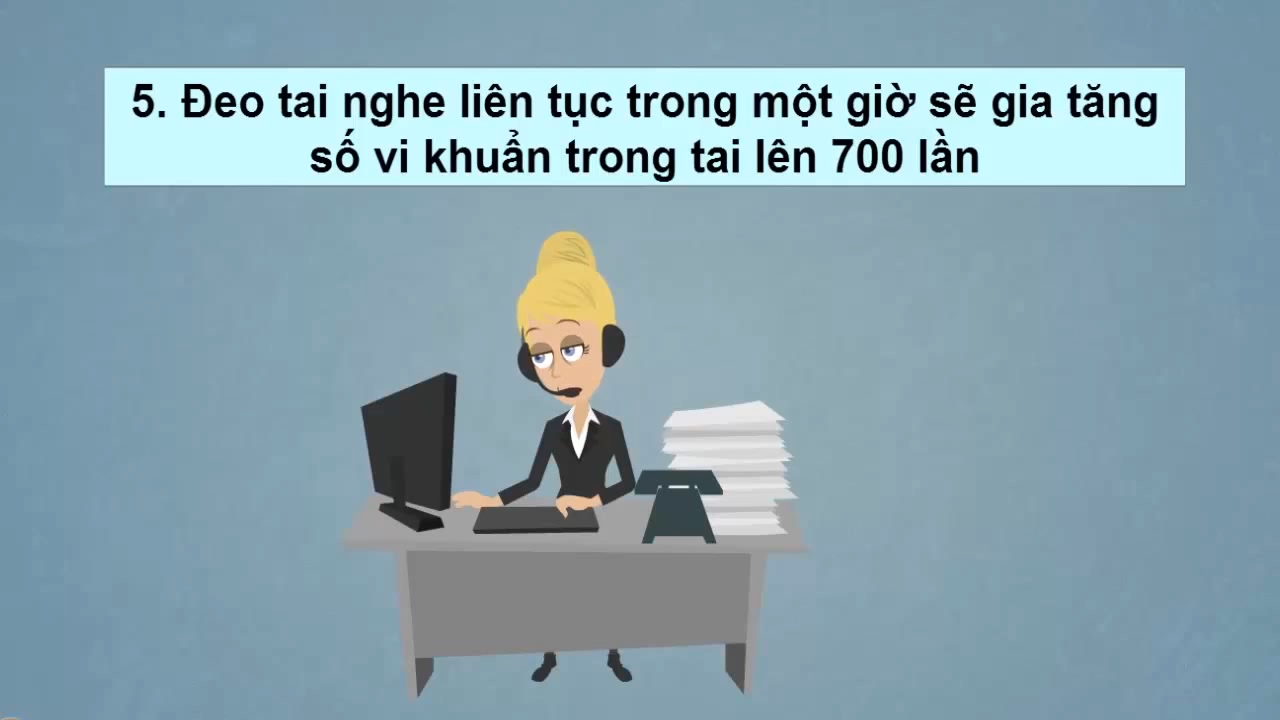 5. Đeo tai nghe liên tục trong một giờ sẽ gia tăng
số vi khuẩn trong tai lên 700 lần